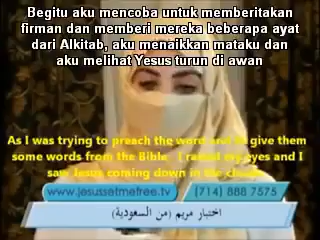 Begitu aku mencoba untuk memberitakan
firman dan memberi mereka beberapa ayat
dari Alkitab, aku menaikkan mataku dan
aku melihat Yesus turun di awan
As I was trying to preach the word and to give them
some words from the Bible. I raised my eyes and I
saw Jesus coming down in the clouds
www.jesussetmefree.tv
(714) 888 7575
اختبار مريم (من السعودية)